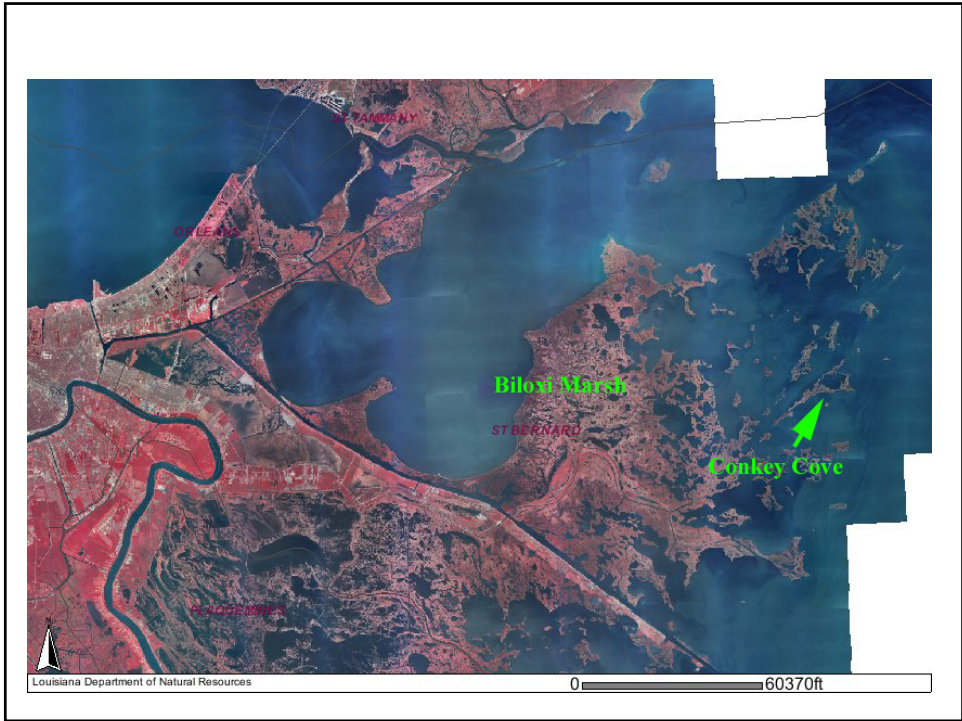 ST TAMMANY
ORLEANS
Biloxi Marsh
ST BERNARD
Conkey Cove
PLAQUEMINES
N
Louisiana Department of Natural Resources
0
60370ft